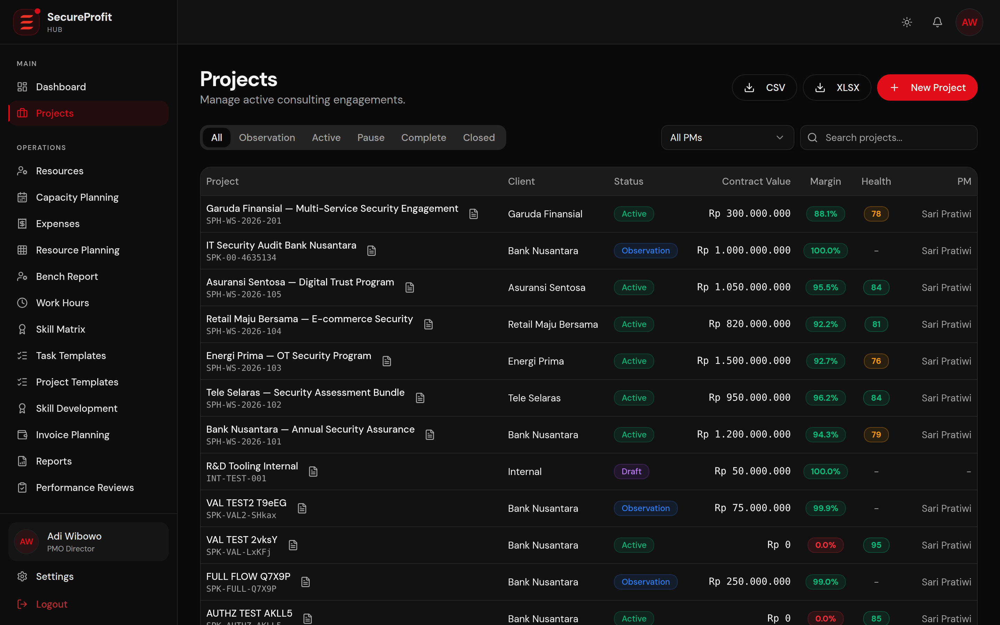 SecureProfit
HUB
AW
MAIN
Dashboard
Projects
OPERATIONS
Resources
Capacity Planning
Expenses
Resource Planning
Bench Report
Work Hours
Skill Matrix
Task Templates
Project Templates
Skill Development
Invoice Planning
Reports
Performance Reviews
AW
Adi Wibowo
PMO Director
Settings
Logout
Projects
Manage active consulting engagements.
CSV
XLSX
New Project
All Observation Active Pause Complete Closed
All PMs
Search projects...
Project Client Status Contract Value Margin Health PM
Garuda Finansial — Multi-Service Security Engagement
SPH-WS-2026-201
Garuda Finansial Active Rp 300.000.000 88.1% 78 Sari Pratiwi
IT Security Audit Bank Nusantara
SPK-00-4635134
Bank Nusantara Observation Rp 1.000.000.000 100.0% – Sari Pratiwi
Asuransi Sentosa — Digital Trust Program
SPH-WS-2026-105
Asuransi Sentosa Active Rp 1.050.000.000 95.5% 84 Sari Pratiwi
Retail Maju Bersama — E-commerce Security
SPH-WS-2026-104
Retail Maju Bersama Active Rp 820.000.000 92.2% 81 Sari Pratiwi
Energi Prima — OT Security Program
SPH-WS-2026-103
Energi Prima Active Rp 1.500.000.000 92.7% 76 Sari Pratiwi
Tele Selaras — Security Assessment Bundle
SPH-WS-2026-102
Tele Selaras Active Rp 950.000.000 96.2% 84 Sari Pratiwi
Bank Nusantara — Annual Security Assurance
SPH-WS-2026-101
Bank Nusantara Active Rp 1.200.000.000 94.3% 79 Sari Pratiwi
R&D Tooling Internal
INT-TEST-001
Internal Draft Rp 50.000.000 100.0% – –
VAL TEST2 T9eEG
SPK-VAL2-SHkax
Bank Nusantara Observation Rp 75.000.000 99.9% – Sari Pratiwi
VAL TEST 2vksY
SPK-VAL-LxKFj
Bank Nusantara Active Rp 0 0.0% 95 Sari Pratiwi
FULL FLOW Q7X9P
SPK-FULL-Q7X9P
Bank Nusantara Observation Rp 250.000.000 99.0% – Sari Pratiwi
AUTHZ TEST AKLL5
SPK-AUTHZ-AKLL5
Bank Nusantara Active Rp 0 0.0% 85 Sari Pratiwi